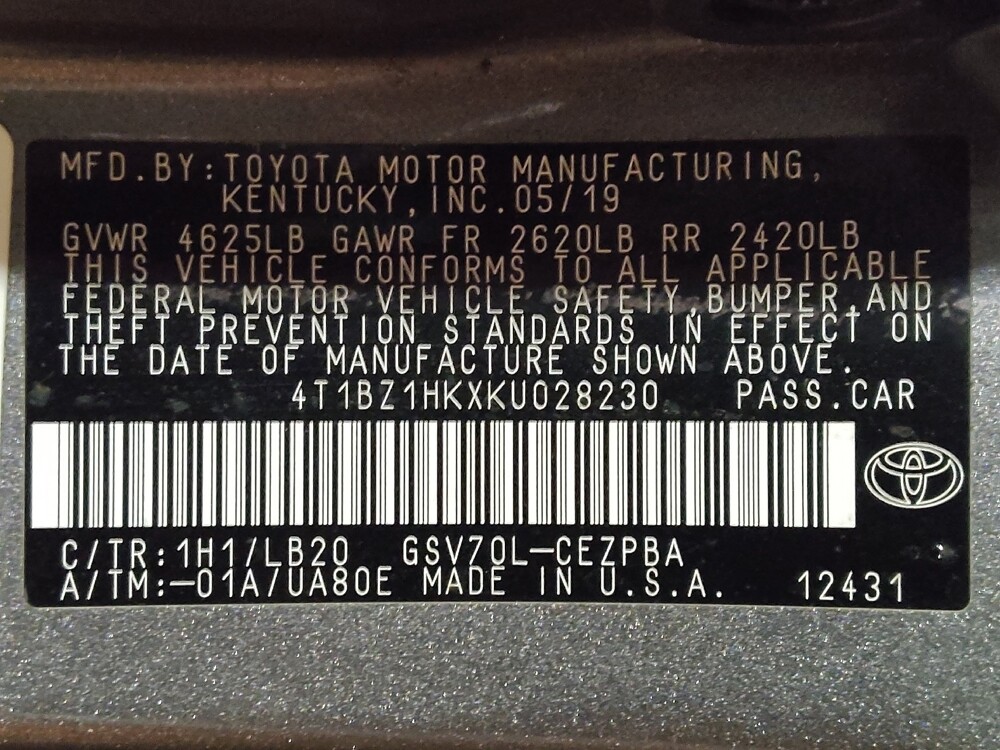 MFD.BY:TOYOTA MOTOR MANUFACTURING,
KENTUCKY,INC.05/19
GVWR 4625LB GAWR FR 2620LB RR 2420LB
THIS VEHICLE CONFORMS TO ALL APPLICABLE
FEDERAL MOTOR VEHICLE SAFETY,BUMPER,AND
THEFT PREVENTION STANDARDS IN EFFECT ON
THE DATE OF MANUFACTURE SHOWN ABOVE.
4T1BZ1HKXKU028230 PASS.CAR
C/TR:1H1/LB20 GSV70L-CEZPBA
A/TM:-01A/UA80E MADE IN U.S.A. 12431